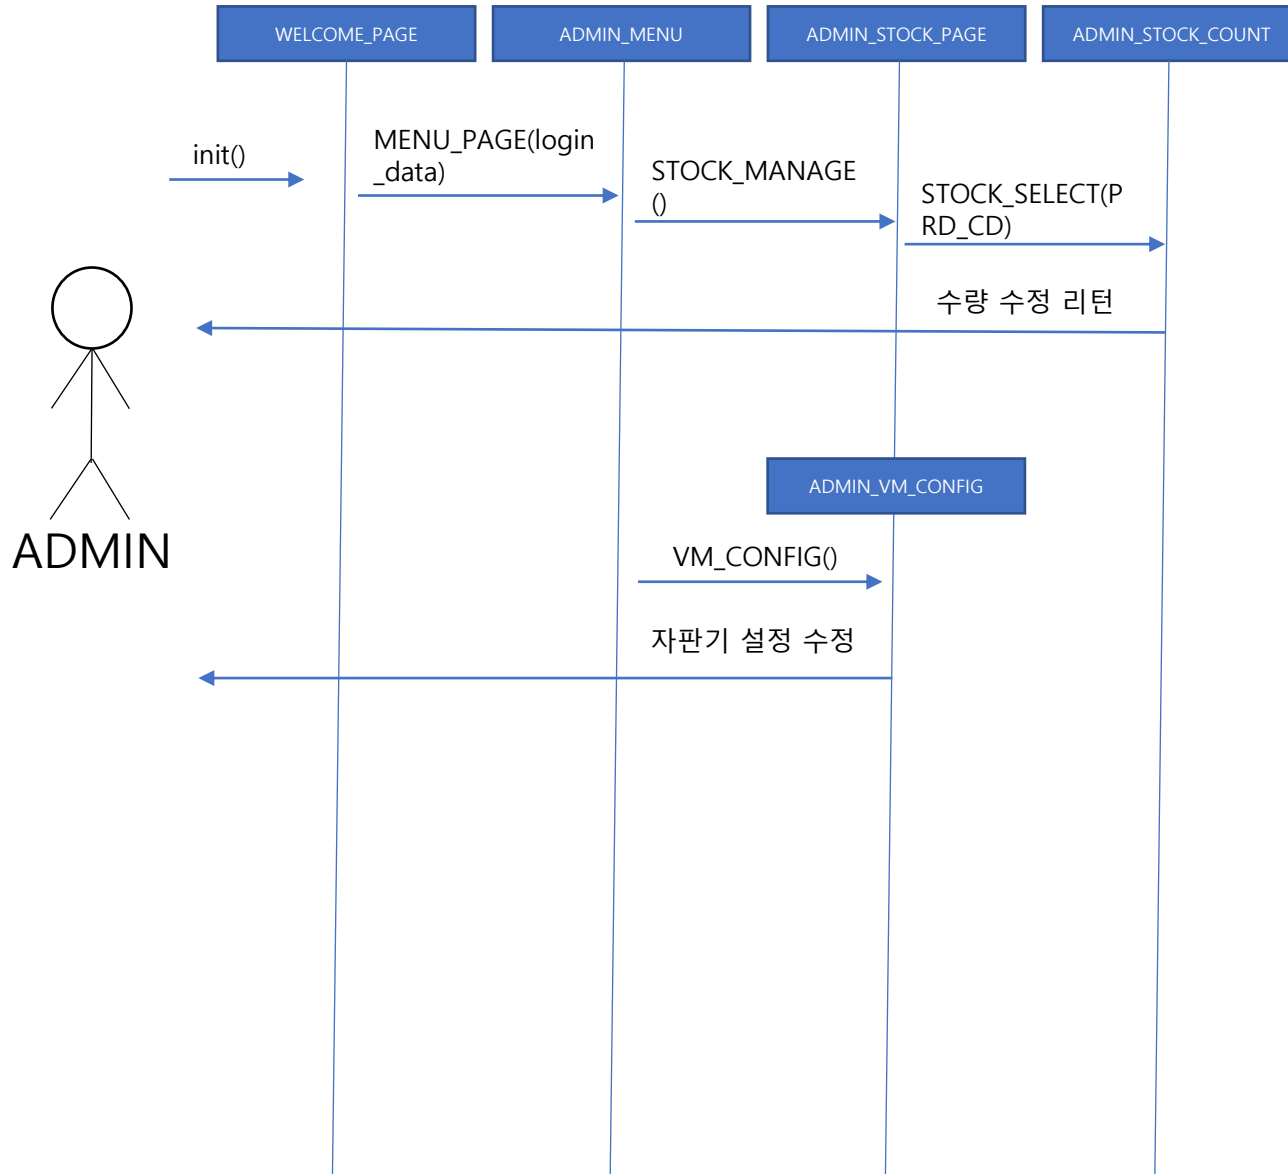 WELCOME_PAGE
ADMIN_MENU
ADMIN_STOCK_PAGE
ADMIN_STOCK_COUNT
init()
MENU_PAGE(login
_data)
STOCK_MANAGE
()
STOCK_SELECT(P
RD_CD)
수량 수정 리턴
ADMIN
ADMIN_VM_CONFIG
VM_CONFIG()
자판기 설정 수정